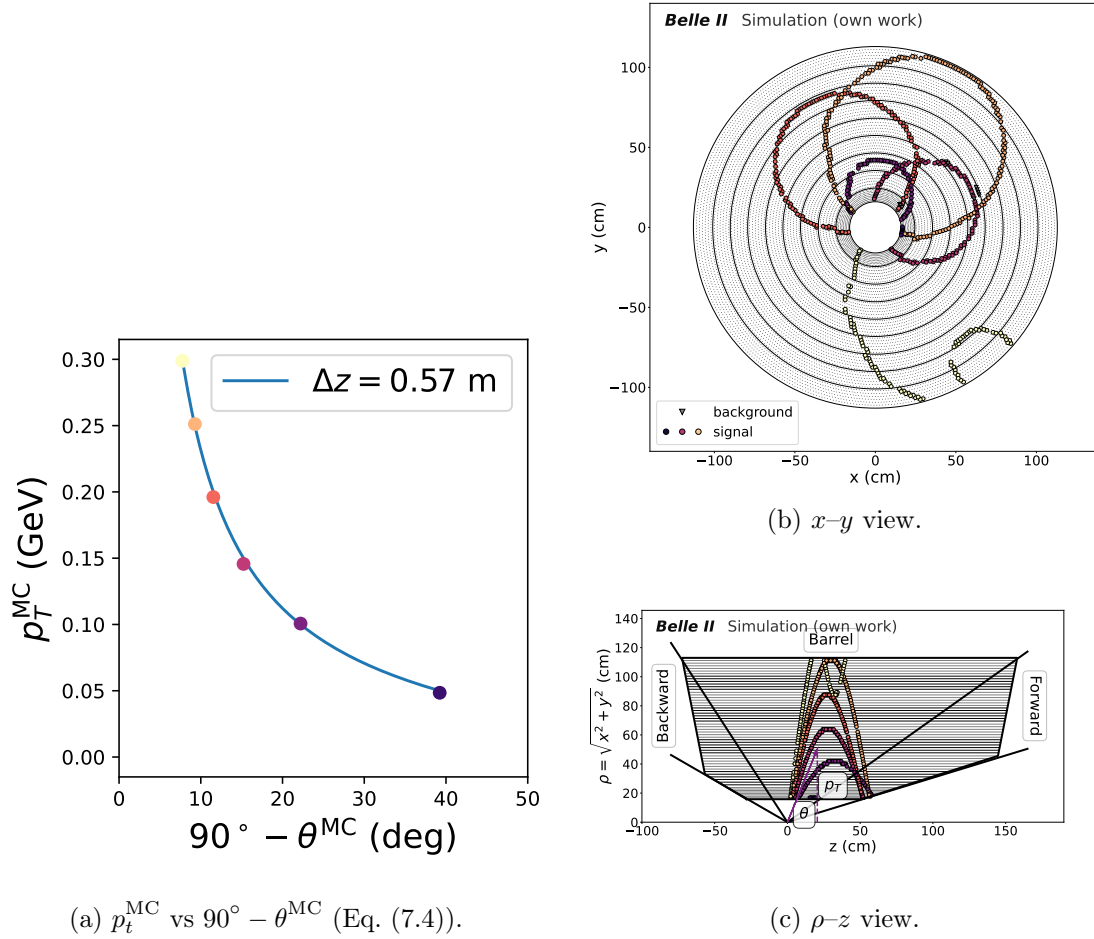 0.30
0.25
0.20
0.15
0.10
0.05
0.00
p_T^MC (GeV)
Δz = 0.57 m
0 10 20 30 40 50
90° − θ^MC (deg)
(a) p_t^MC vs 90° − θ^MC (Eq. (7.4)).
Belle II Simulation (own work)
100
50
0
−50
−100
y (cm)
background
signal
−100 −50 0 50 100
x (cm)
(b) x–y view.
140
120
100
80
60
40
20
0
ρ = √x² + y² (cm)
Belle II Simulation (own work)
Barrel
Backward
Forward
p_T
θ
−100 −50 0 50 100 150
z (cm)
(c) ρ–z view.